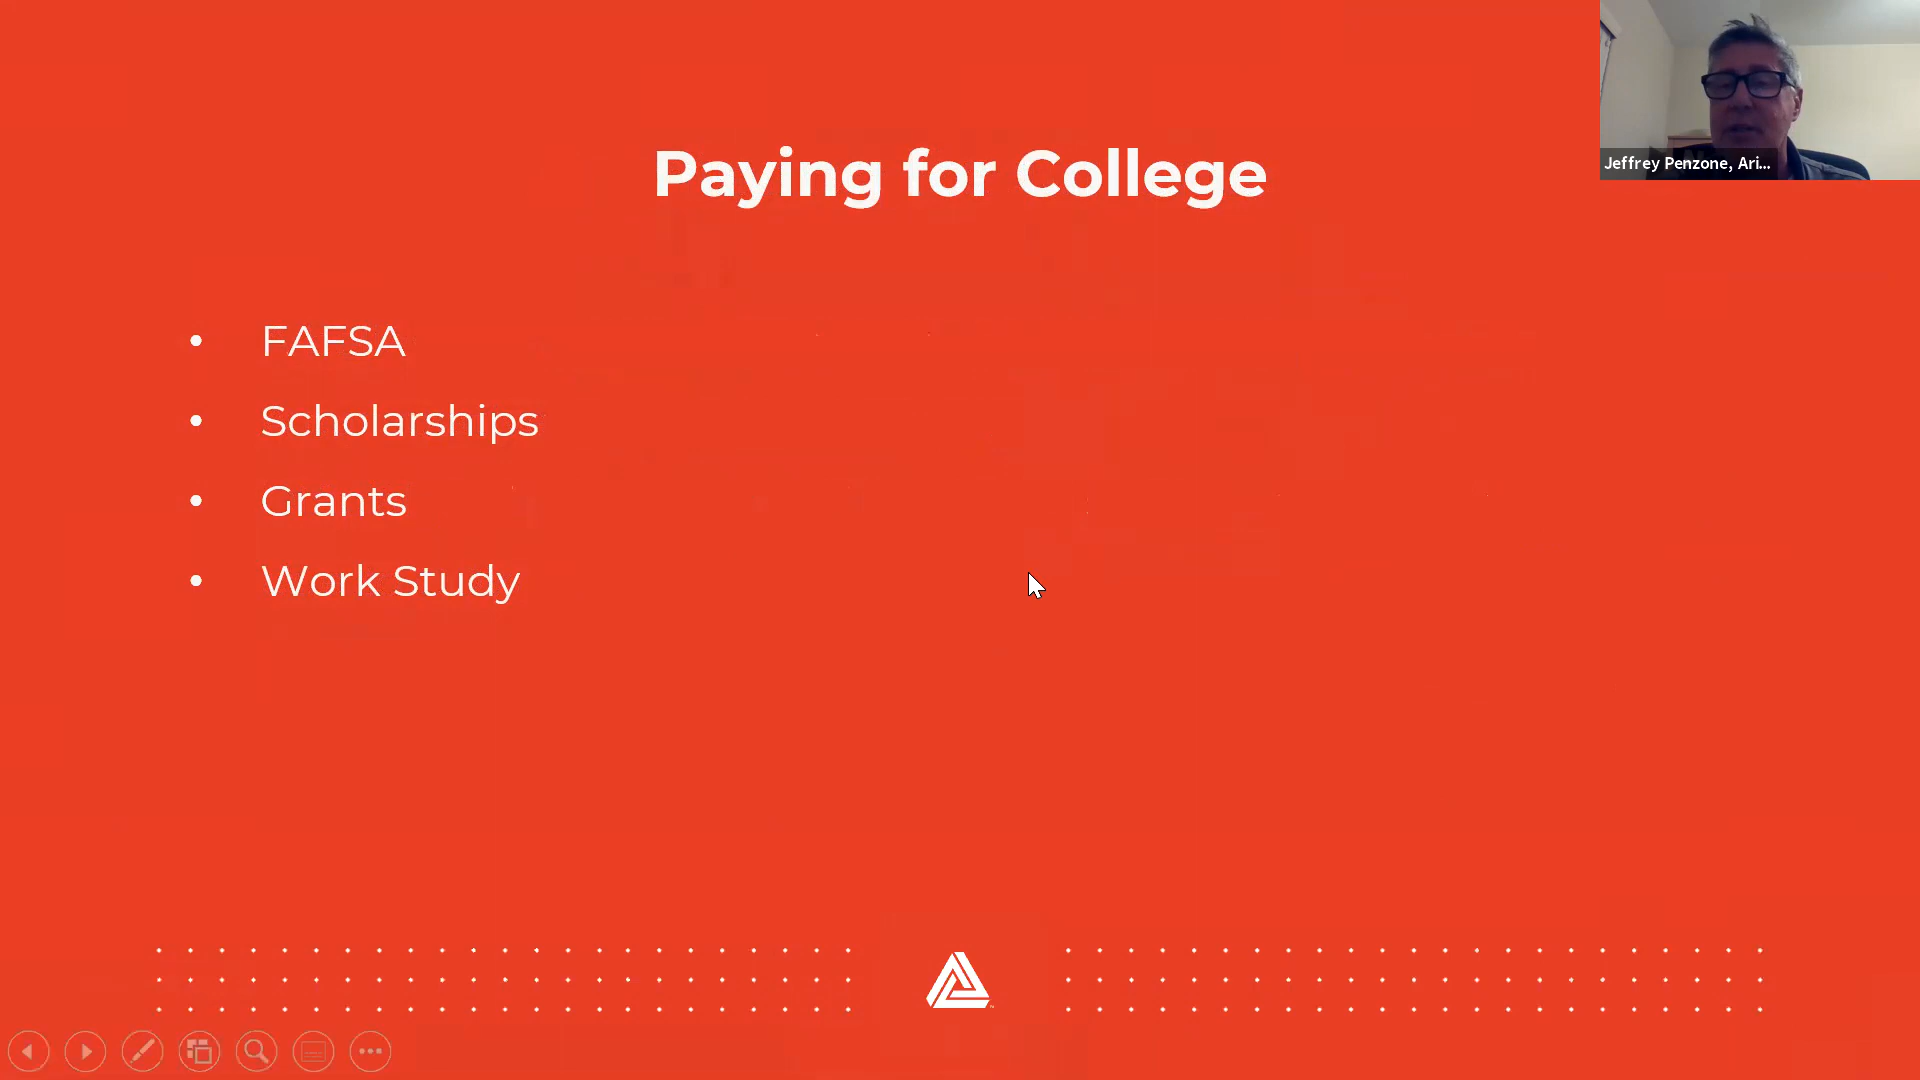 Paying for College
• FAFSA
• Scholarships
• Grants
• Work Study
Jeffrey Penzone, Ari...